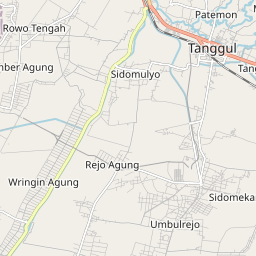 Patemon
Rowo Tengah
Tanggul
mber Agung
Sidomulyo
Tang
Rejo Agung
Wringin Agung
Sidomeka
Umbulrejo